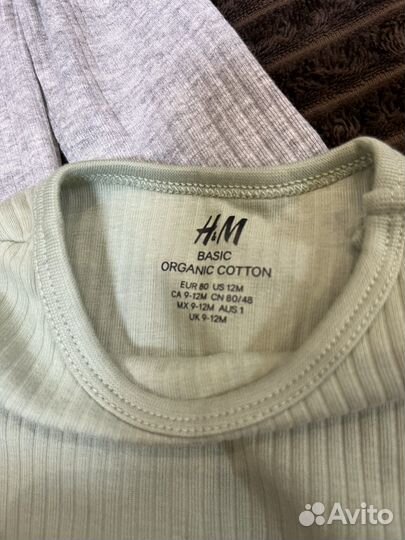 H&M
BASIC
ORGANIC COTTON
EUR 80 US 12M
CA 9-12M CN 80/48
MX 9-12M AUS 1
UK 9-12M
Avito